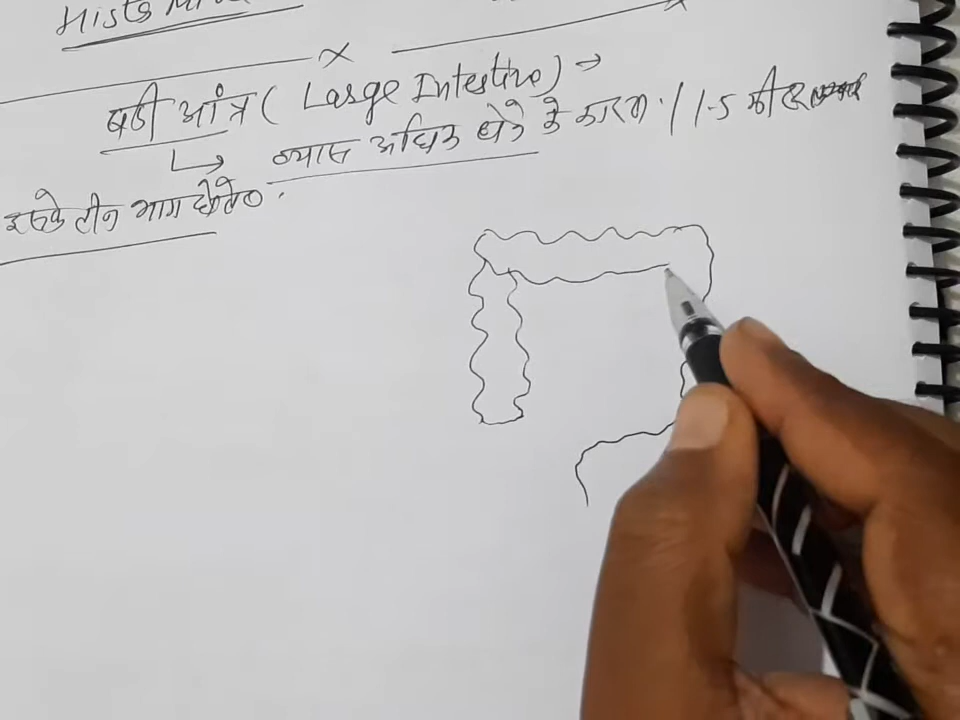 बडी आंत्र ( Large Intestine) →
↳ व्यास अधिक होने के कारण / 1.5 मीटर
इसके तीन भाग होतेहै .